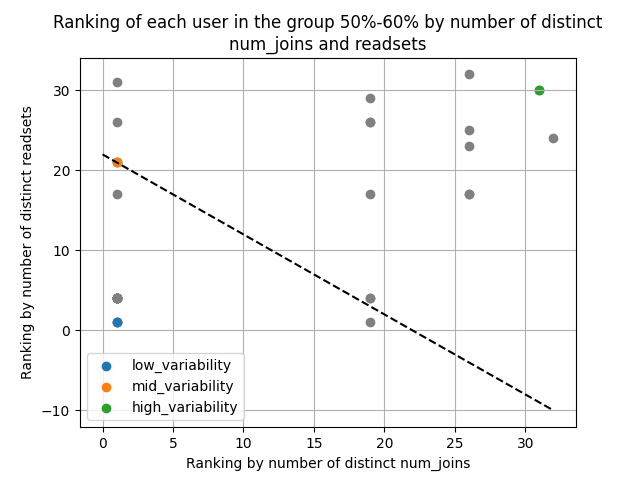 Ranking of each user in the group 50%-60% by number of distinct
num_joins and readsets
Ranking by number of distinct readsets
30
20
10
0
−10
low_variability
mid_variability
high_variability
0 5 10 15 20 25 30
Ranking by number of distinct num_joins